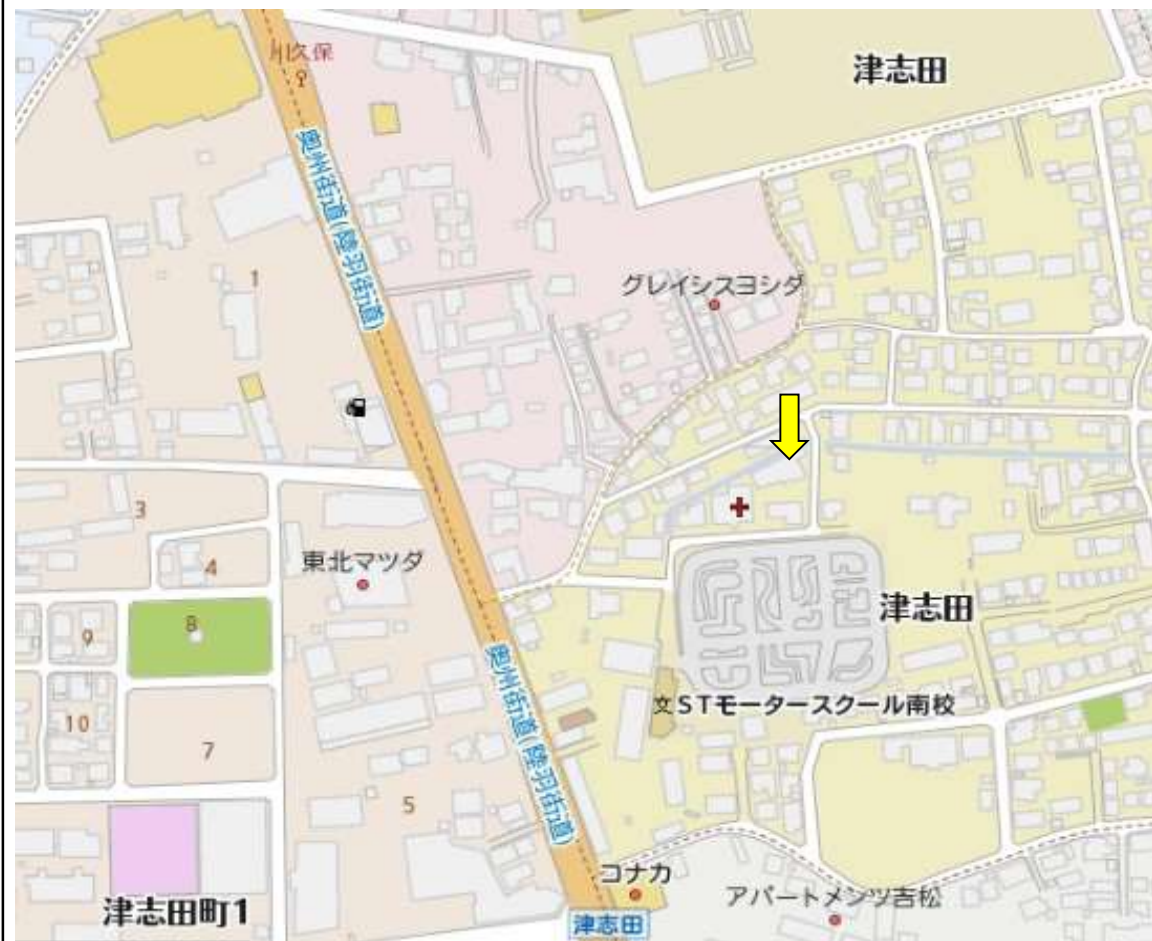 川久保
津志田
奥州街道(陸羽街道)
グレイシスヨシダ
1
3
4
東北マツダ
8
9
津志田
10
7
奥州街道(陸羽街道)
文STモータースクール南校
5
コナカ
アパートメンツ吉松
津志田町1
津志田